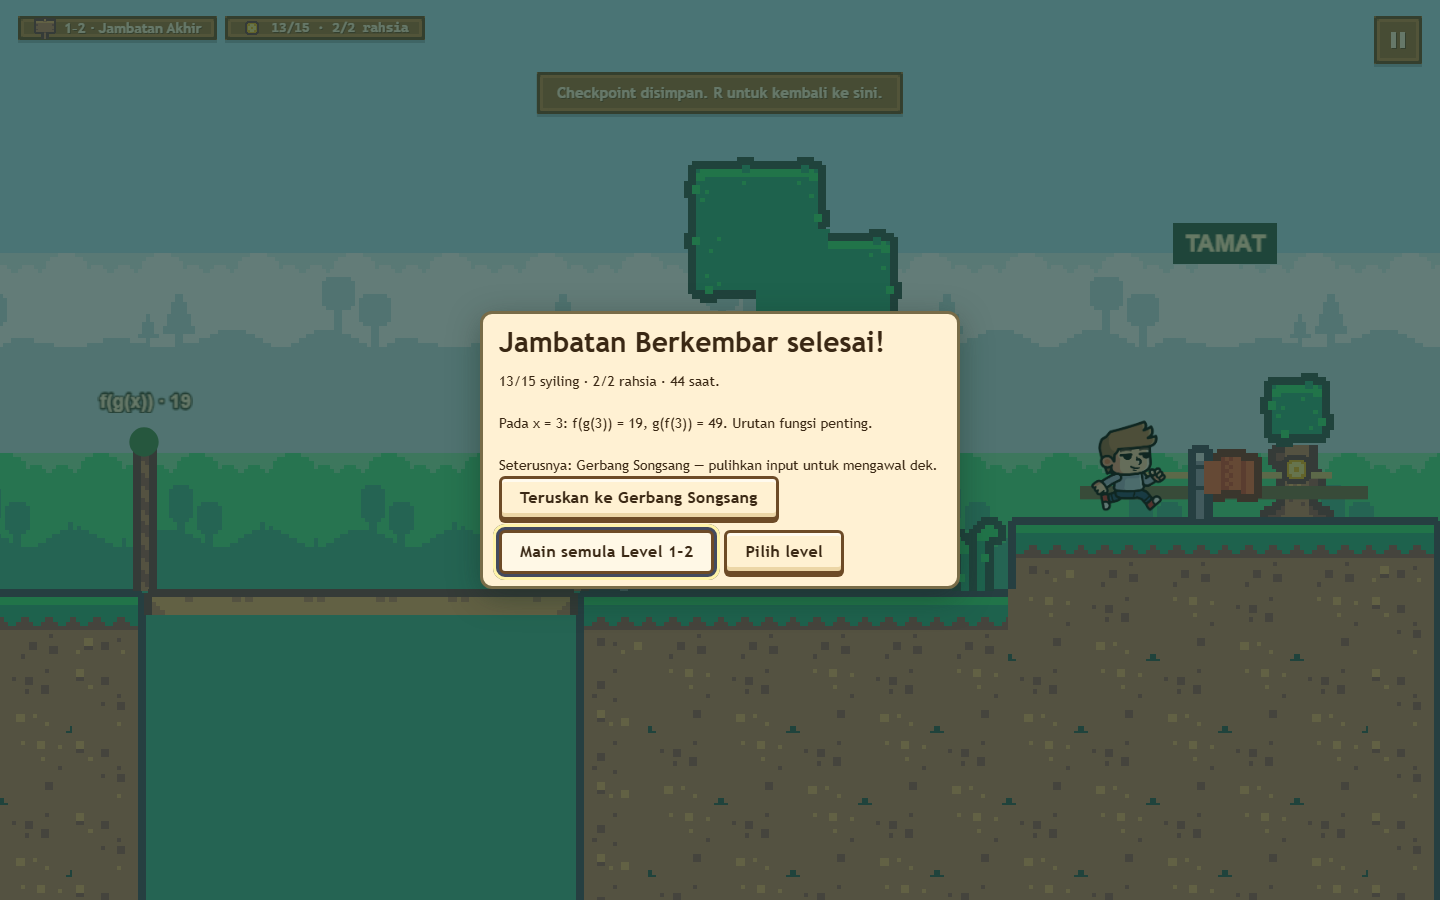 1-2 · Jambatan Akhir
13/15 · 2/2 rahsia
Checkpoint disimpan. R untuk kembali ke sini.
TAMAT
f(g(x)) · 19
Jambatan Berkembar selesai!
13/15 syiling · 2/2 rahsia · 44 saat.
Pada x = 3: f(g(3)) = 19, g(f(3)) = 49. Urutan fungsi penting.
Seterusnya: Gerbang Songsang — pulihkan input untuk mengawal dek.
Teruskan ke Gerbang Songsang
Main semula Level 1-2
Pilih level